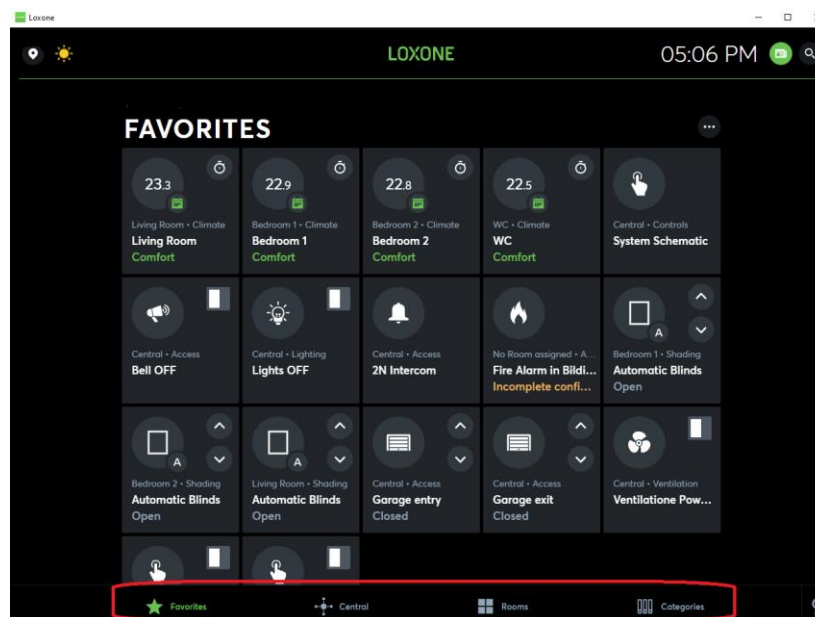 Loxone
LOXONE
05:06 PM
FAVORITES
23.3
Living Room • Climate
Living Room
Comfort
22.9
Bedroom 1 • Climate
Bedroom 1
Comfort
22.8
Bedroom 2 • Climate
Bedroom 2
Comfort
22.5
WC • Climate
WC
Comfort
Central • Controls
System Schematic
Central • Access
Bell OFF
Central • Lighting
Lights OFF
Central • Access
2N Intercom
No Room assigned • A...
Fire Alarm in Bildi...
Incomplete confi...
A
Bedroom 1 • Shading
Automatic Blinds
Open
A
Bedroom 2 • Shading
Automatic Blinds
Open
A
Living Room • Shading
Automatic Blinds
Open
Central • Access
Garage entry
Closed
Central • Access
Garage exit
Closed
Central • Ventilation
Ventilatione Pow...
Favorites
Central
Rooms
Categories